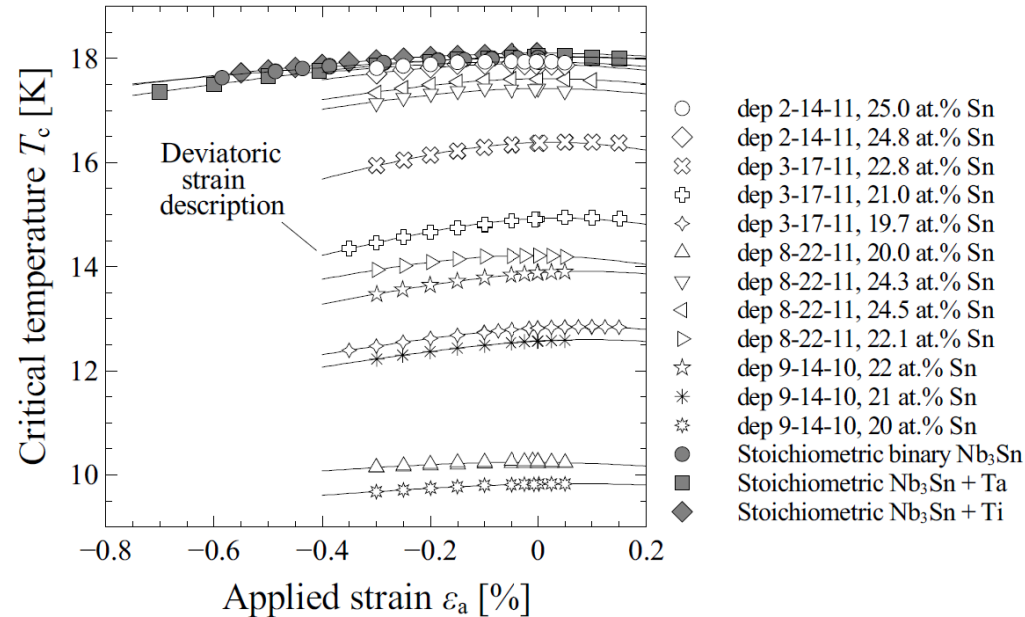 18
16
14
12
10
−0.8
−0.6
−0.4
−0.2
0
0.2
Critical temperature Tc [K]
Applied strain εa [%]
Deviatoric
strain
description
dep 2-14-11, 25.0 at.% Sn
dep 2-14-11, 24.8 at.% Sn
dep 3-17-11, 22.8 at.% Sn
dep 3-17-11, 21.0 at.% Sn
dep 3-17-11, 19.7 at.% Sn
dep 8-22-11, 20.0 at.% Sn
dep 8-22-11, 24.3 at.% Sn
dep 8-22-11, 24.5 at.% Sn
dep 8-22-11, 22.1 at.% Sn
dep 9-14-10, 22 at.% Sn
dep 9-14-10, 21 at.% Sn
dep 9-14-10, 20 at.% Sn
Stoichiometric binary Nb₃Sn
Stoichiometric Nb₃Sn + Ta
Stoichiometric Nb₃Sn + Ti